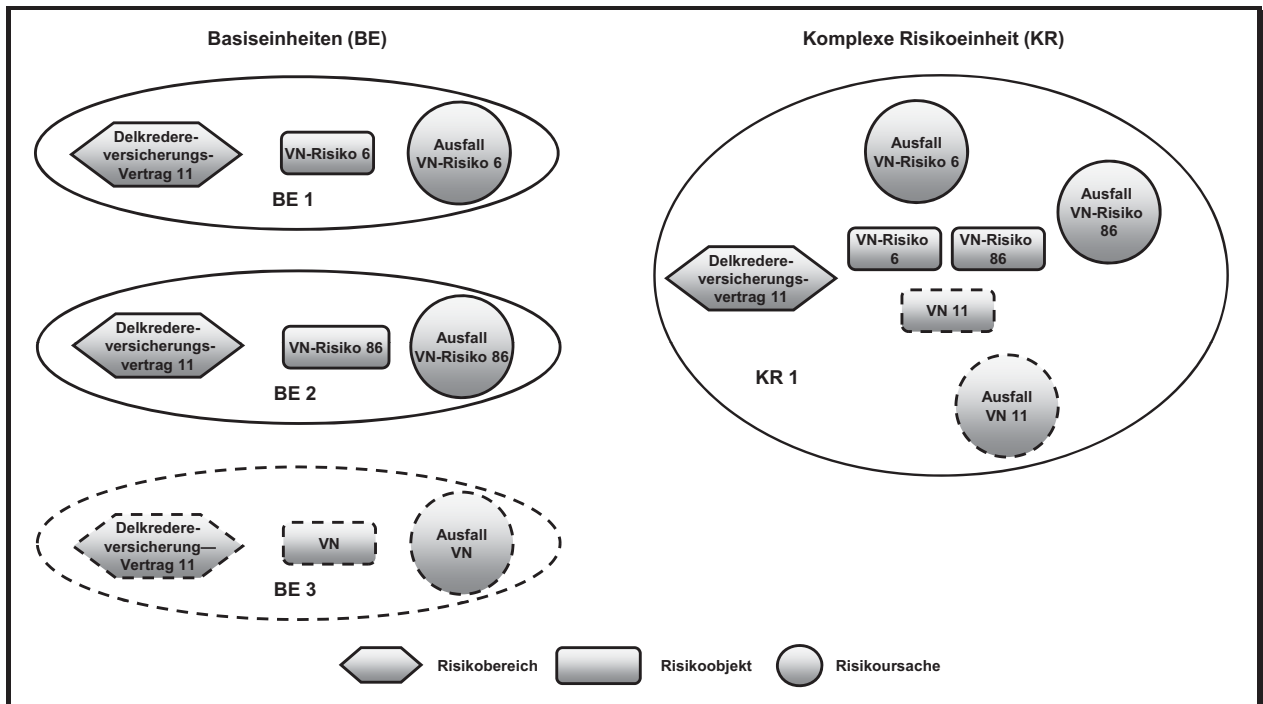 Basiseinheiten (BE)
Komplexe Risikoeinheit (KR)
Delkredere-
versicherungs-
Vertrag 11
VN-Risiko 6
Ausfall
VN-Risiko 6
BE 1
Delkredere-
versicherungs-
vertrag 11
VN-Risiko 86
Ausfall
VN-Risiko 86
BE 2
Delkredere-
versicherung—
Vertrag 11
VN
Ausfall
VN
BE 3
Ausfall
VN-Risiko 6
Ausfall
VN-Risiko
86
VN-Risiko
6
VN-Risiko
86
Delkredere-
versicherungs-
vertrag 11
VN 11
KR 1
Ausfall
VN 11
Risikobereich
Risikoobjekt
Risikoursache